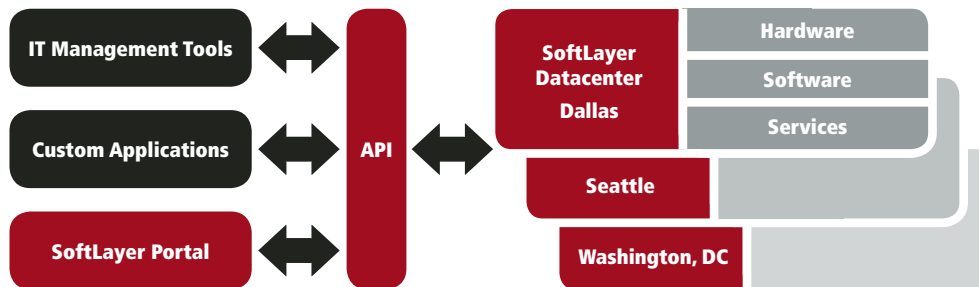 IT Management Tools
Custom Applications
SoftLayer Portal
API
SoftLayer
Datacenter
Dallas
Hardware
Software
Services
Seattle
Washington, DC